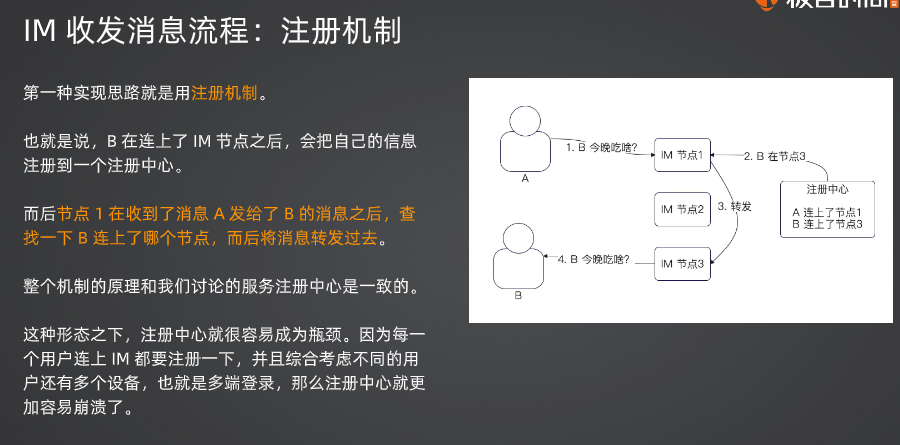 IM 收发消息流程：注册机制
第一种实现思路就是用注册机制。
也就是说，B 在连上了 IM 节点之后，会把自己的信息
注册到一个注册中心。
而后节点 1 在收到了消息 A 发给了 B 的消息之后，查
找一下 B 连上了哪个节点，而后将消息转发过去。
整个机制的原理和我们讨论的服务注册中心是一致的。
这种形态之下，注册中心就很容易成为瓶颈。因为每一
个用户连上 IM 都要注册一下，并且综合考虑不同的用
户还有多个设备，也就是多端登录，那么注册中心就更
加容易崩溃了。
1. B 今晚吃啥?
IM 节点1
2. B 在节点3
A
注册中心
A 连上了节点1
B 连上了节点3
IM 节点2
3. 转发
4. B 今晚吃啥?
IM 节点3
B